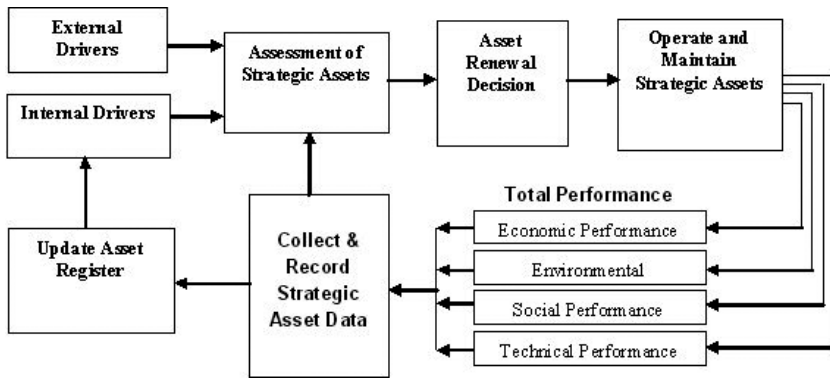 External
Drivers
Assessment of
Strategic Assets
Asset
Renewal
Decision
Operate and
Maintain
Strategic Assets
Internal Drivers
Total Performance
Economic Performance
Environmental
Social Performance
Technical Performance
Collect &
Record
Strategic
Asset Data
Update Asset
Register